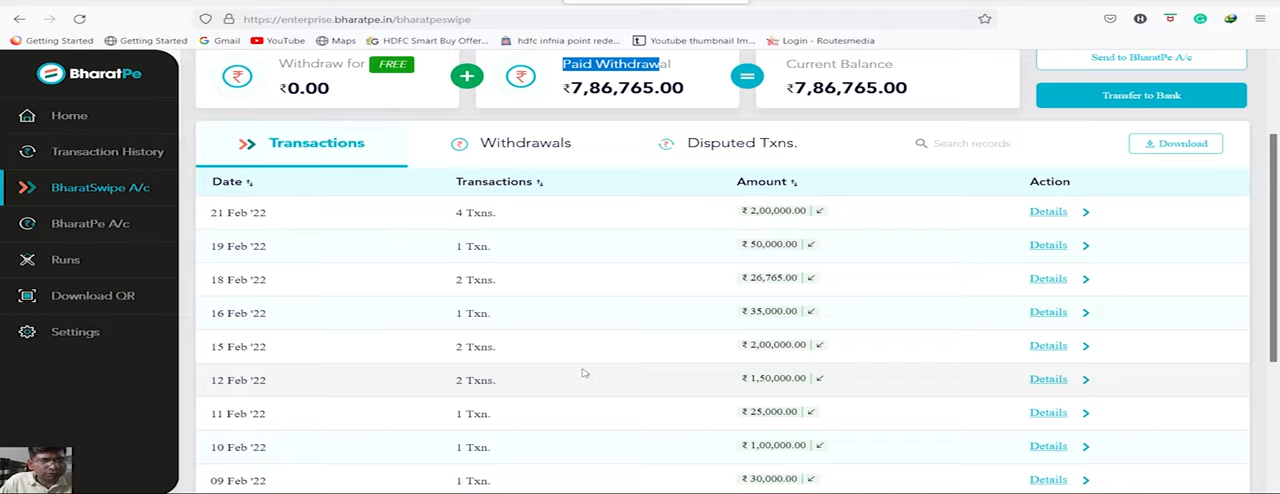 https://enterprise.bharatpe.in/bharatpeswipe
Getting Started Getting Started Gmail YouTube Maps HDFC Smart Buy Offer... hdfc infnia point rede... Youtube thumbnail Im... Login - Routesmedia
BharatPe
Home
Transaction History
BharatSwipe A/c
BharatPe A/c
Runs
Download QR
Settings
Withdraw for FREE
₹0.00
Paid Withdrawal
₹7,86,765.00
Current Balance
₹7,86,765.00
Send to BharatPe A/c
Transfer to Bank
Transactions Withdrawals Disputed Txns. Search records Download
Date Transactions Amount Action
21 Feb '22 4 Txns. ₹ 2,00,000.00 Details
19 Feb '22 1 Txn. ₹ 50,000.00 Details
18 Feb '22 2 Txns. ₹ 26,765.00 Details
16 Feb '22 1 Txn. ₹ 35,000.00 Details
15 Feb '22 2 Txns. ₹ 2,00,000.00 Details
12 Feb '22 2 Txns. ₹ 1,50,000.00 Details
11 Feb '22 1 Txn. ₹ 25,000.00 Details
10 Feb '22 1 Txn. ₹ 1,00,000.00 Details
09 Feb '22 1 Txn. ₹ 30,000.00 Details